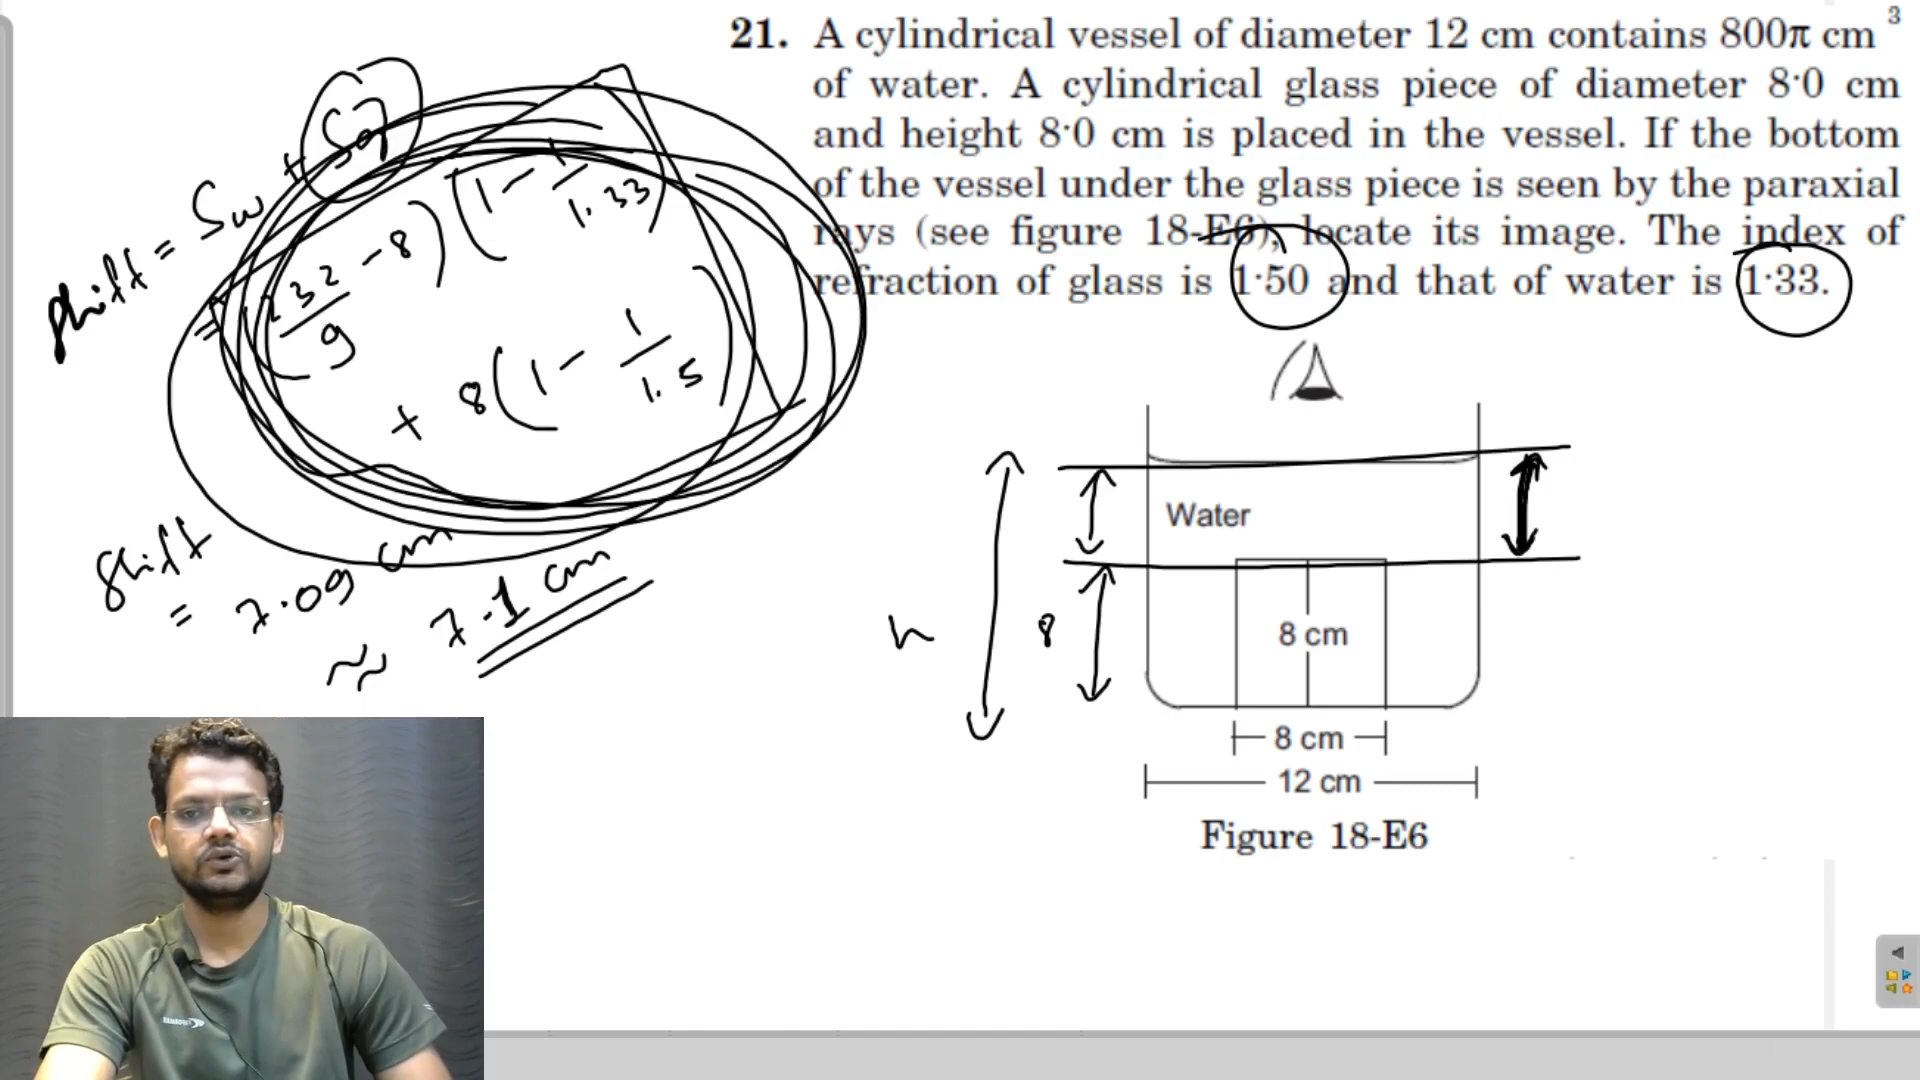 21. A cylindrical vessel of diameter 12 cm contains 800π cm³
of water. A cylindrical glass piece of diameter 8·0 cm
and height 8·0 cm is placed in the vessel. If the bottom
of the vessel under the glass piece is seen by the paraxial
rays (see figure 18-E6), locate its image. The index of
refraction of glass is 1·50 and that of water is 1·33.
shift = Sw + Sg
= (232/9 - 8) (1 - 1/1.33)
+ 8 (1 - 1/1.5)
shift
= 7.09 cm
≈ 7.1 cm
Water
h
8
8 cm
8 cm
12 cm
Figure 18-E6